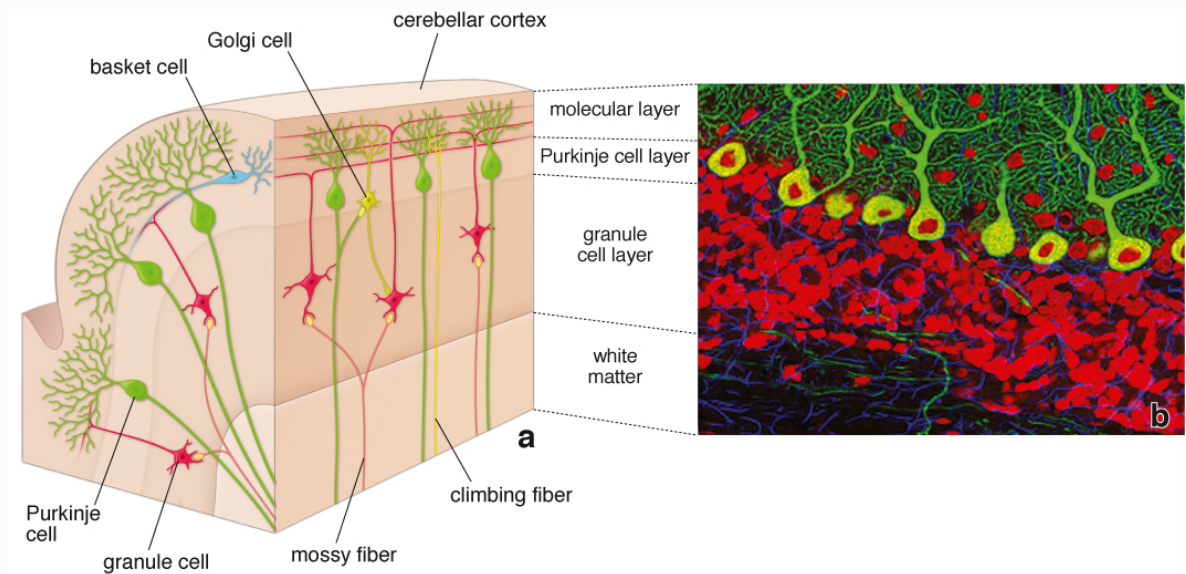 cerebellar cortex
Golgi cell
basket cell
molecular layer
Purkinje cell layer
granule
cell layer
white
matter
a
b
climbing fiber
Purkinje
cell
mossy fiber
granule cell